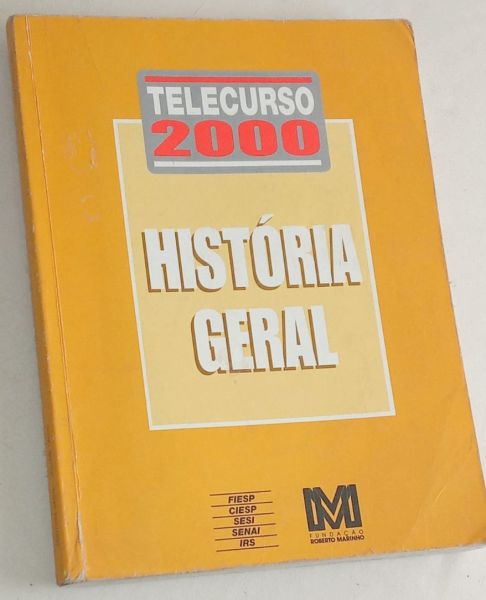 TELECURSO
2000
HISTÓRIA
GERAL
FIESP
CIESP
SESI
SENAI
IRS
FUNDAÇÃO
ROBERTO MARINHO